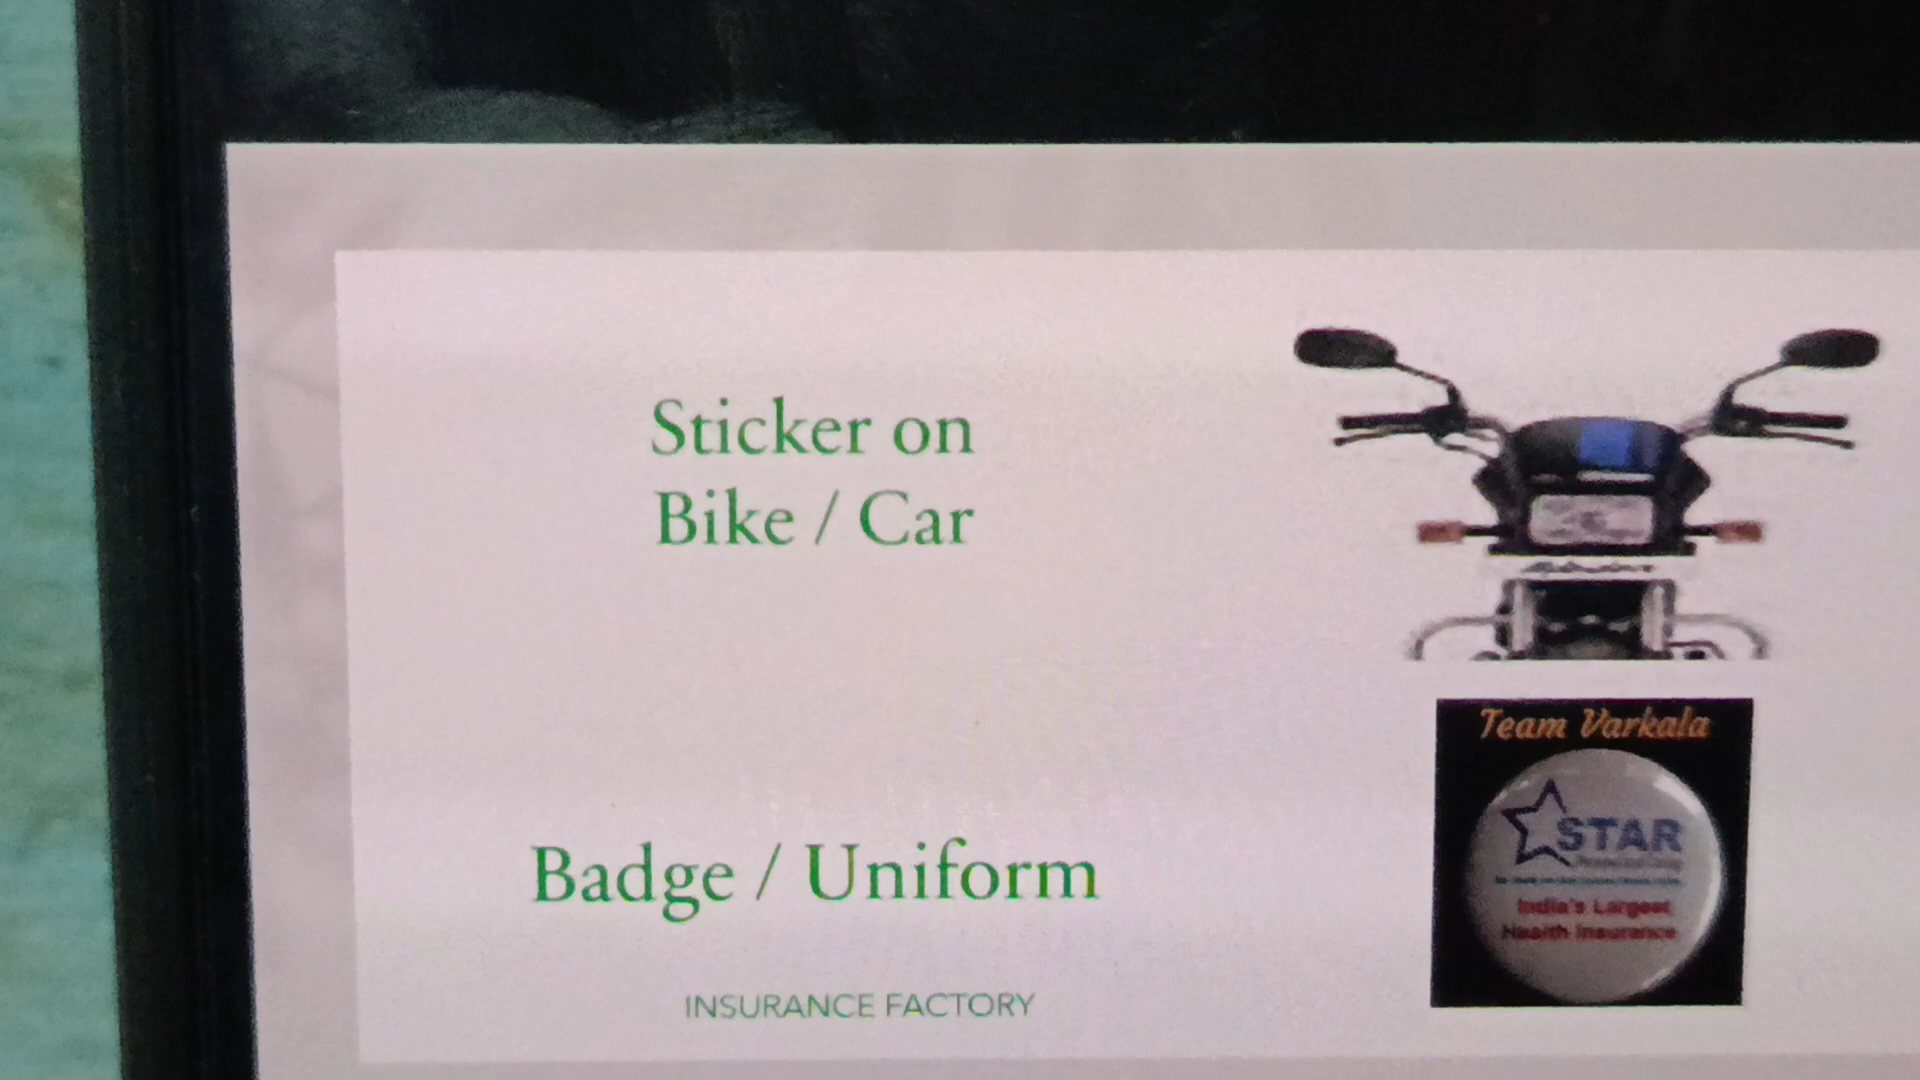 Sticker on
Bike / Car
Team Varkala
STAR
India's Largest
Health Insurance
Badge / Uniform
INSURANCE FACTORY